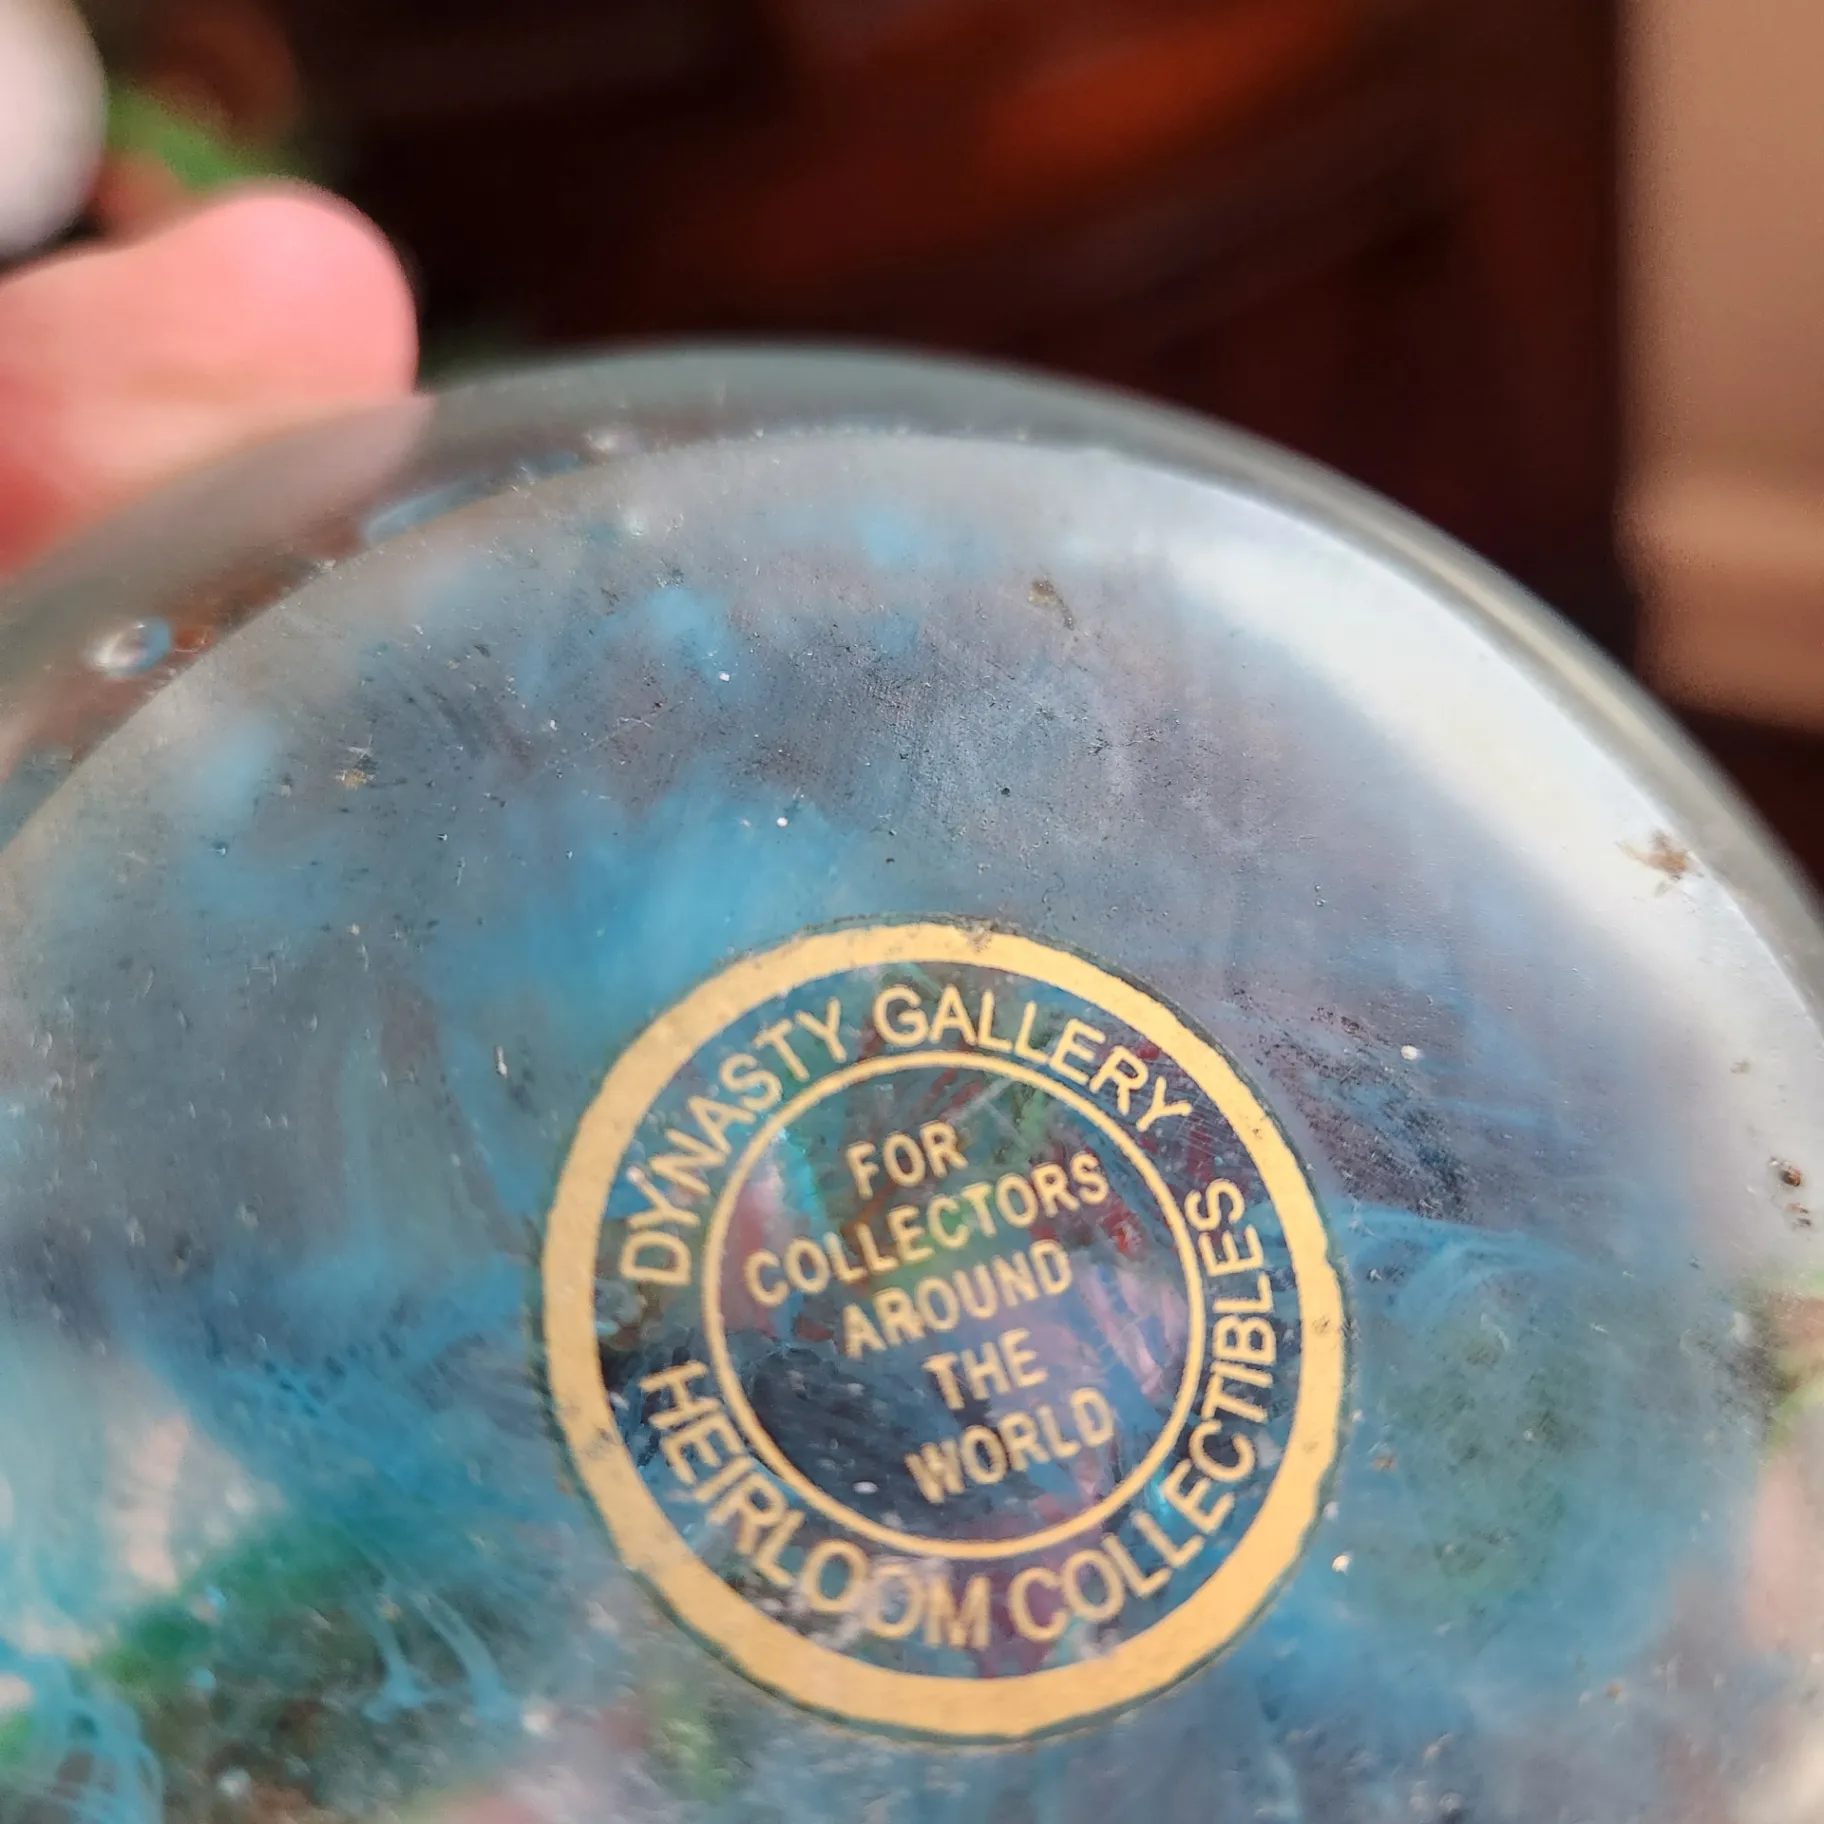 DYNASTY GALLERY
FOR
COLLECTORS
AROUND
THE
WORLD
HEIRLOOM COLLECTIBLES